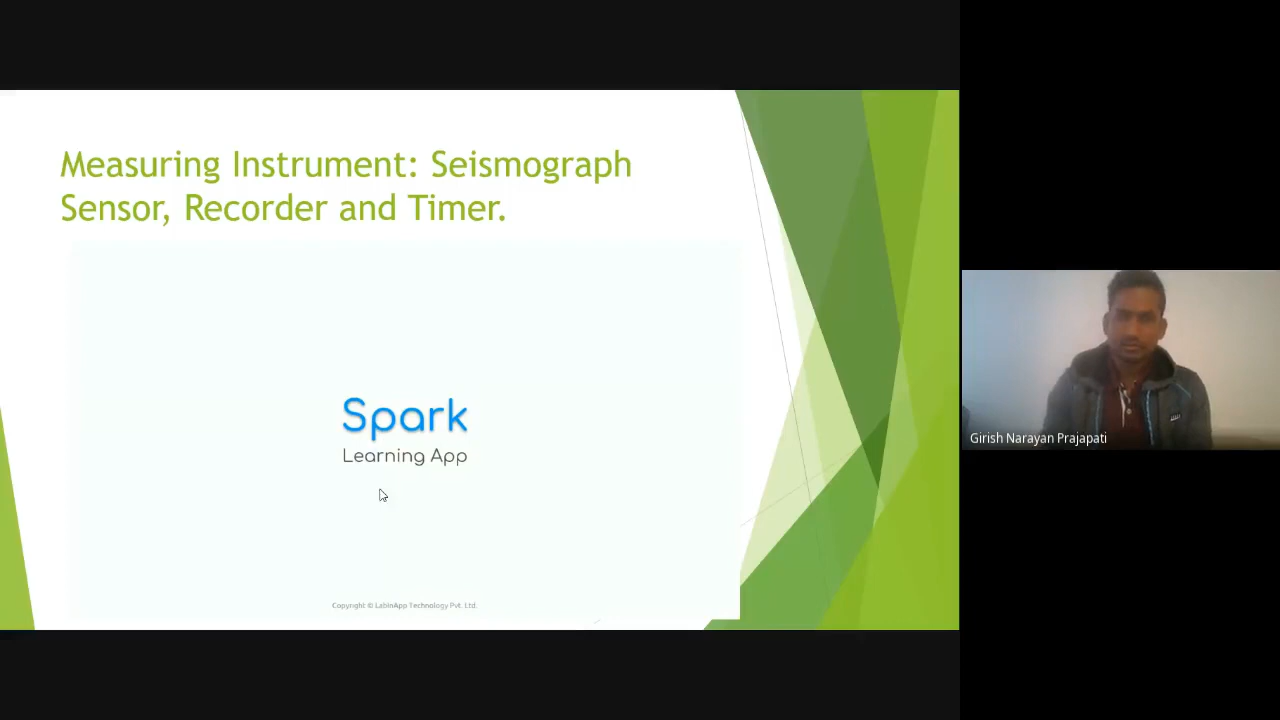 Measuring Instrument: Seismograph
Sensor, Recorder and Timer.
Spark
Learning App
Copyright © LabInApp Technology Pvt. Ltd.
Girish Narayan Prajapati